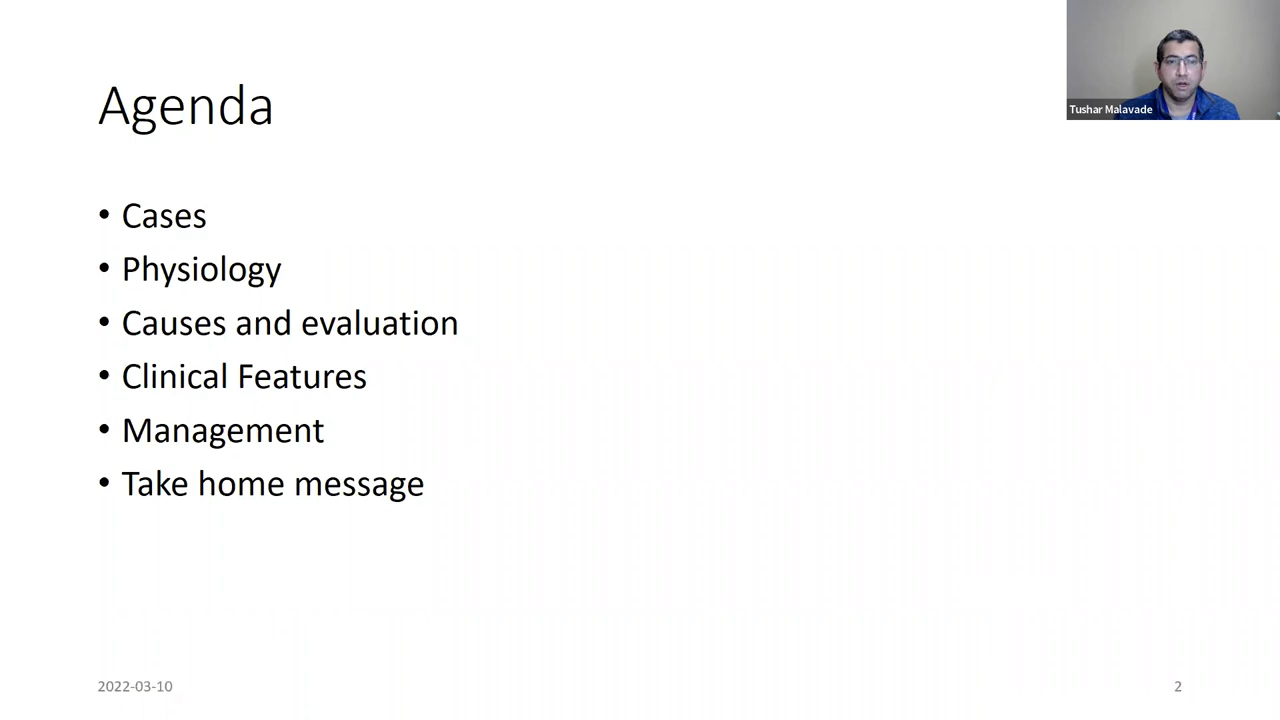 Agenda
Tushar Malavade
• Cases
• Physiology
• Causes and evaluation
• Clinical Features
• Management
• Take home message
2022-03-10
2